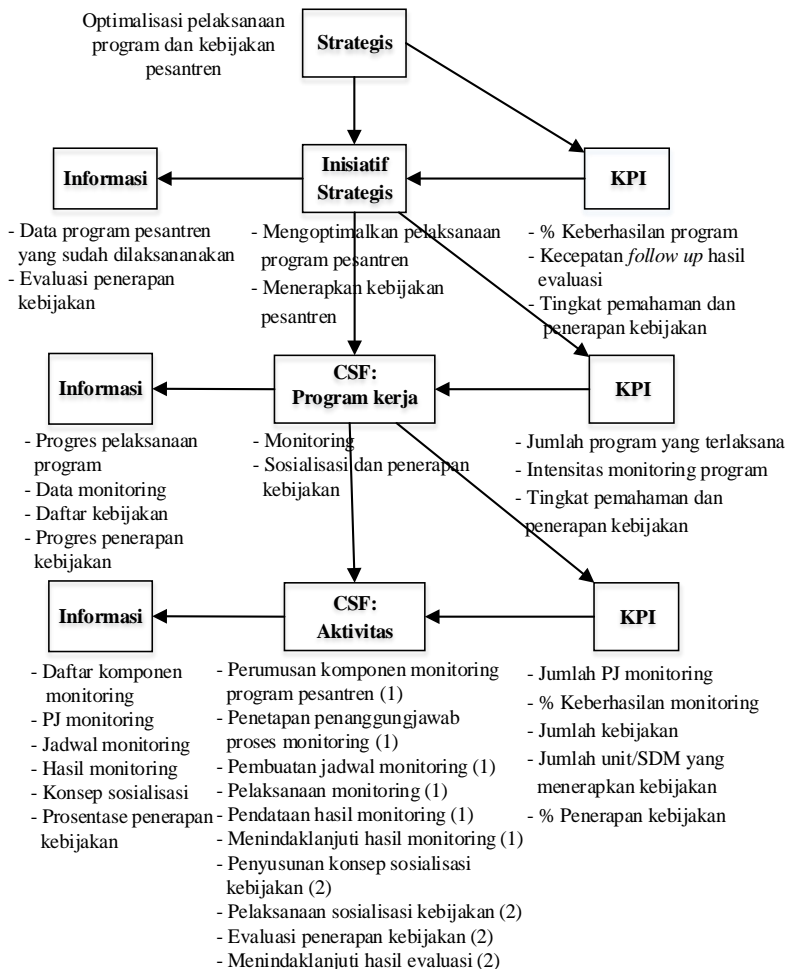 Optimalisasi pelaksanaan
program dan kebijakan
pesantren
Strategis
Informasi
Inisiatif
Strategis
KPI
- Data program pesantren
yang sudah dilaksananakan
- Evaluasi penerapan
kebijakan
- Mengoptimalkan pelaksanaan
program pesantren
- Menerapkan kebijakan
pesantren
- % Keberhasilan program
- Kecepatan follow up hasil
evaluasi
- Tingkat pemahaman dan
penerapan kebijakan
Informasi
CSF:
Program kerja
KPI
- Progres pelaksanaan
program
- Data monitoring
- Daftar kebijakan
- Progres penerapan
kebijakan
- Monitoring
- Sosialisasi dan penerapan
kebijakan
- Jumlah program yang terlaksana
- Intensitas monitoring program
- Tingkat pemahaman dan
penerapan kebijakan
Informasi
CSF:
Aktivitas
KPI
- Daftar komponen
monitoring
- PJ monitoring
- Jadwal monitoring
- Hasil monitoring
- Konsep sosialisasi
- Prosentase penerapan
kebijakan
- Perumusan komponen monitoring
program pesantren (1)
- Penetapan penanggungjawab
proses monitoring (1)
- Pembuatan jadwal monitoring (1)
- Pelaksanaan monitoring (1)
- Pendataan hasil monitoring (1)
- Menindaklanjuti hasil monitoring (1)
- Penyusunan konsep sosialisasi
kebijakan (2)
- Pelaksanaan sosialisasi kebijakan (2)
- Evaluasi penerapan kebijakan (2)
- Menindaklanjuti hasil evaluasi (2)
- Jumlah PJ monitoring
- % Keberhasilan monitoring
- Jumlah kebijakan
- Jumlah unit/SDM yang
menerapkan kebijakan
- % Penerapan kebijakan